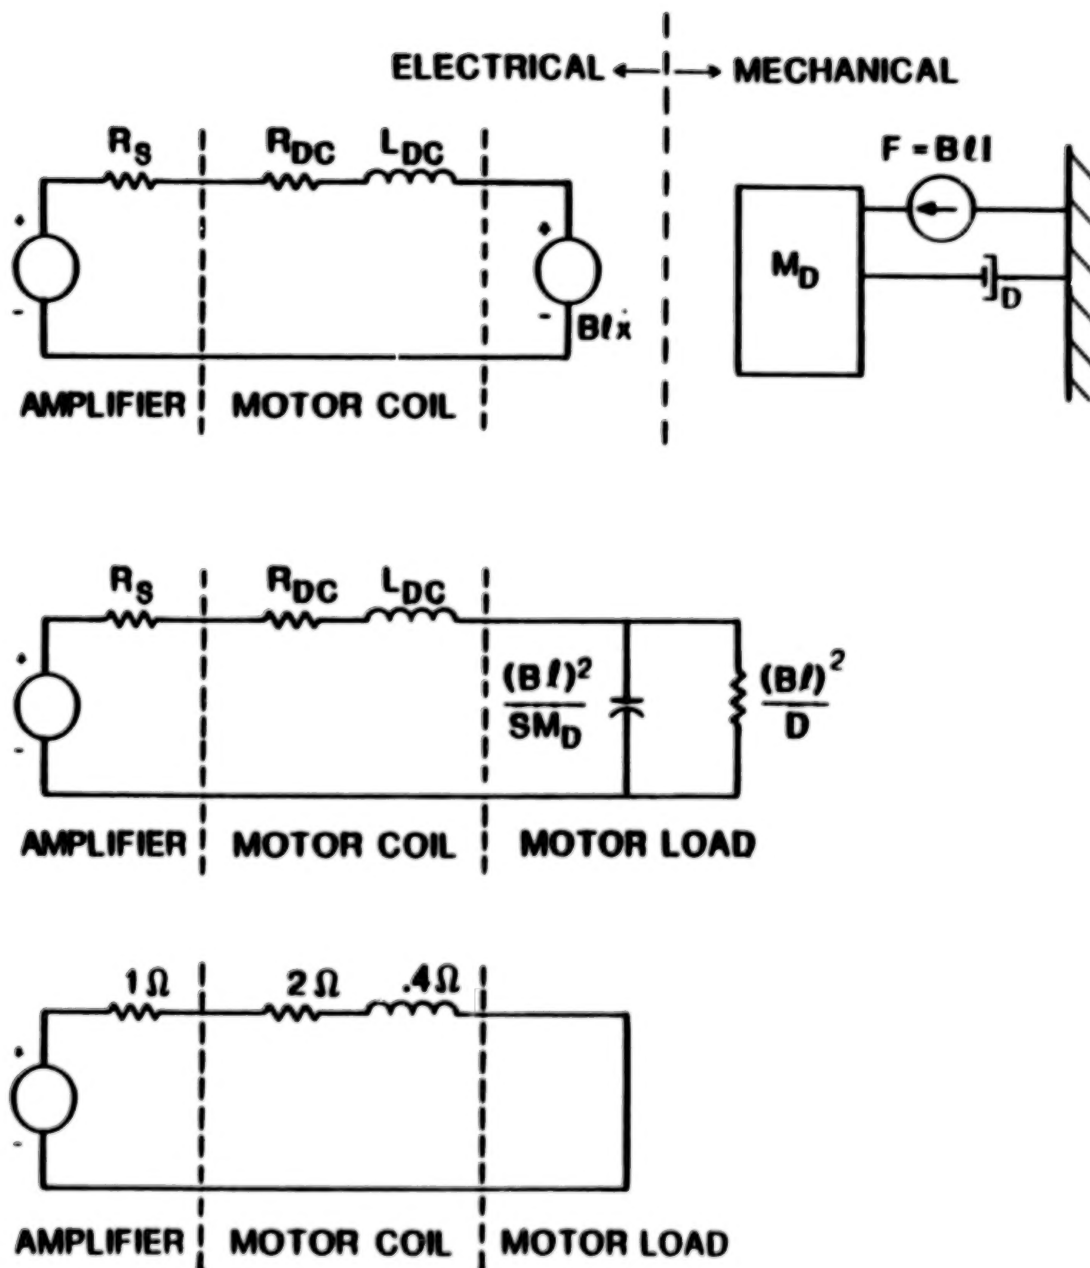 ELECTRICAL ←→ MECHANICAL
R_S R_DC L_DC
F = BℓI
+ +
M_D
D
- - Bℓẋ
AMPLIFIER MOTOR COIL
R_S R_DC L_DC
+
(Bℓ)²
SM_D
(Bℓ)²
D
-
AMPLIFIER MOTOR COIL MOTOR LOAD
1Ω 2Ω .4Ω
+
-
AMPLIFIER MOTOR COIL MOTOR LOAD